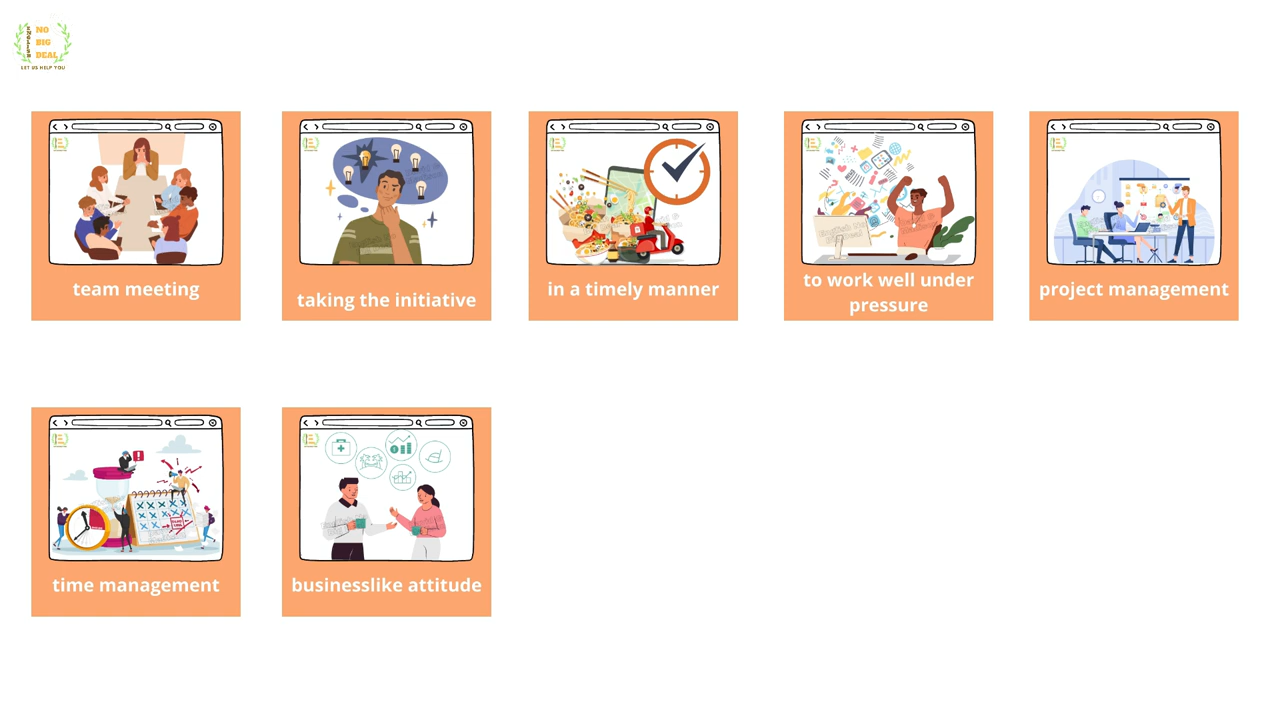 ENGLISH
NO
BIG
DEAL
LET US HELP YOU
team meeting
taking the initiative
in a timely manner
to work well under
pressure
project management
time management
businesslike attitude